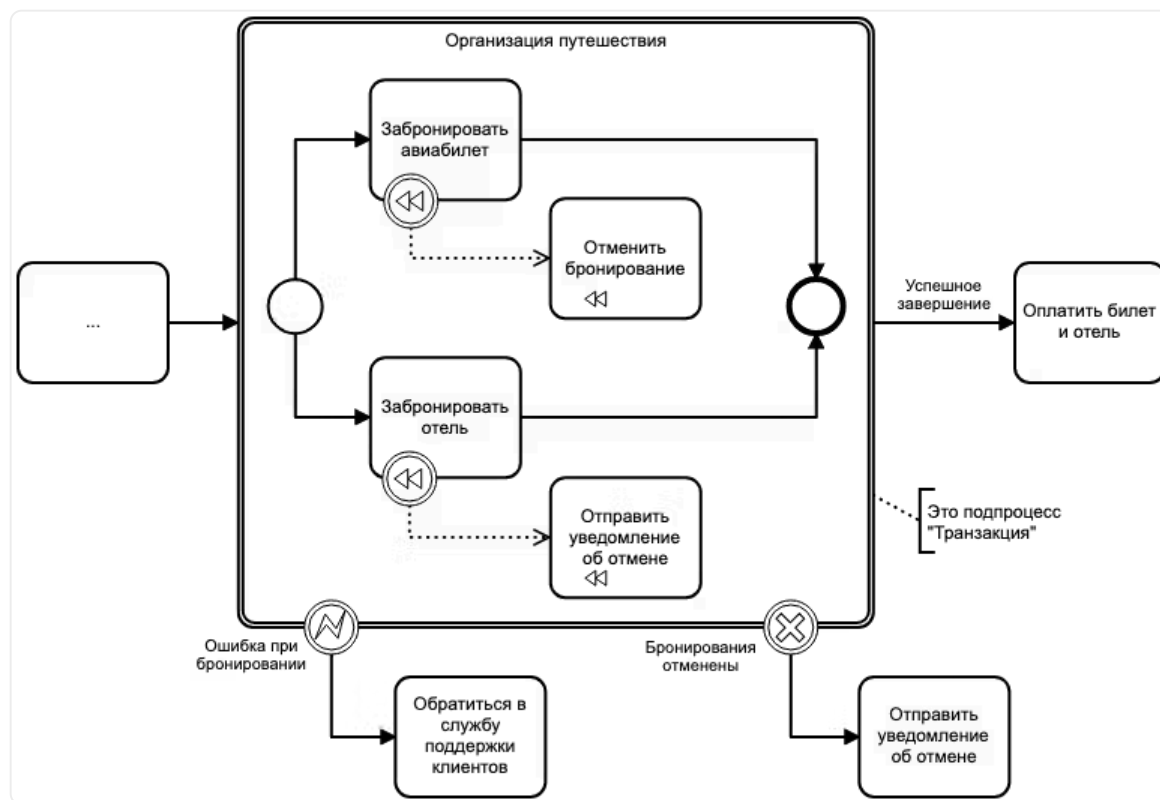 Организация путешествия
Забронировать
авиабилет
Отменить
бронирование
...
Успешное
завершение
Оплатить билет
и отель
Забронировать
отель
Отправить
уведомление
об отмене
Это подпроцесс
"Транзакция"
Ошибка при
бронировании
Бронирования
отменены
Обратиться в
службу
поддержки
клиентов
Отправить
уведомление
об отмене